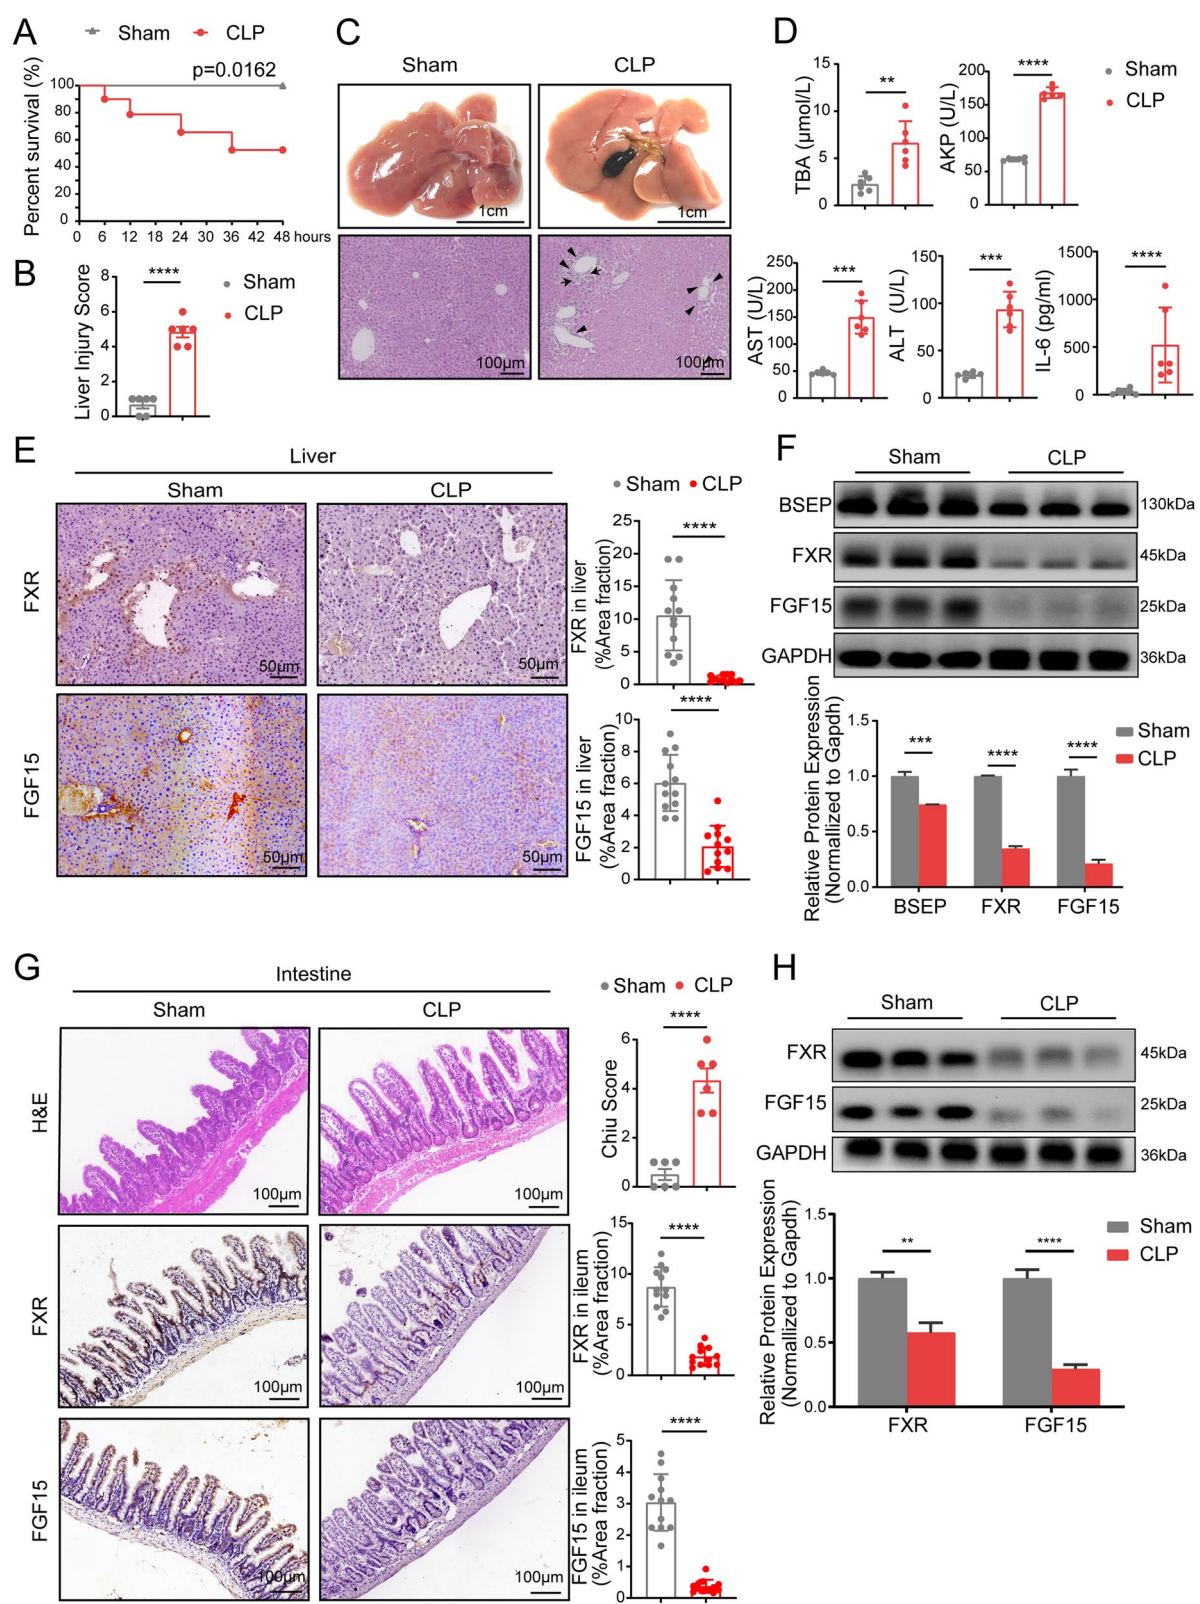 A
Sham CLP
p=0.0162
Percent survival (%)
100
80
60
40
20
0
0 6 12 18 24 30 36 42 48 hours
B
Liver Injury Score
****
Sham
CLP
8
6
4
2
0
C
Sham CLP
1cm 1cm
100μm 100μm
D
Sham
CLP
TBA (μmol/L)
**
15
10
5
0
AKP (U/L)
****
200
150
100
50
0
AST (U/L)
***
250
200
150
100
50
0
ALT (U/L)
***
150
100
50
0
IL-6 (pg/ml)
****
1500
1000
500
0
E
Liver
Sham CLP
FXR
50μm 50μm
FGF15
50μm 50μm
Sham CLP
FXR in liver
(%Area fraction)
****
25
20
15
10
5
0
FGF15 in liver
(%Area fraction)
****
10
8
6
4
2
0
F
Sham CLP
BSEP 130kDa
FXR 45kDa
FGF15 25kDa
GAPDH 36kDa
Relative Protein Expression
(Normallized to Gapdh)
1.5
1.0
0.5
0.0
*** **** ****
Sham
CLP
BSEP FXR FGF15
G
Intestine
Sham CLP
H&E
100μm 100μm
FXR
100μm 100μm
FGF15
100μm 100μm
Sham CLP
Chiu Score
****
6
4
2
0
FXR in ileum
(%Area fraction)
****
15
10
5
0
FGF15 in ileum
(%Area fraction)
****
5
4
3
2
1
0
H
Sham CLP
FXR 45kDa
FGF15 25kDa
GAPDH 36kDa
Relative Protein Expression
(Normallized to Gapdh)
1.5
1.0
0.5
0.0
** ****
Sham
CLP
FXR FGF15